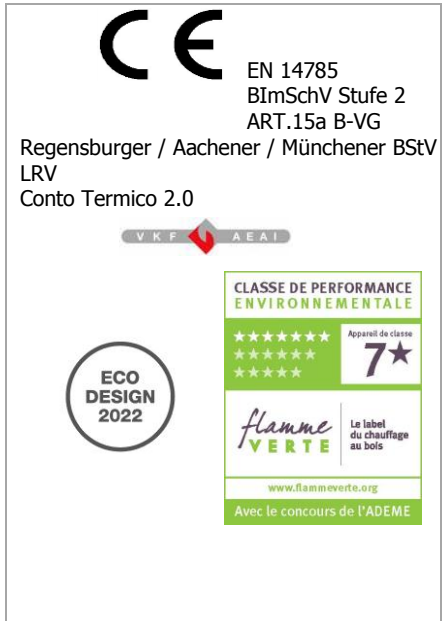 CE
EN 14785
BImSchV Stufe 2
ART.15a B-VG
Regensburger / Aachener / Münchener BStV
LRV
Conto Termico 2.0
VKF AEAI
CLASSE DE PERFORMANCE
ENVIRONNEMENTALE
Appareil de classe
7★
ECO
DESIGN
2022
flamme
VERTE
Le label
du chauffage
au bois
www.flammeverte.org
Avec le concours de l'ADEME